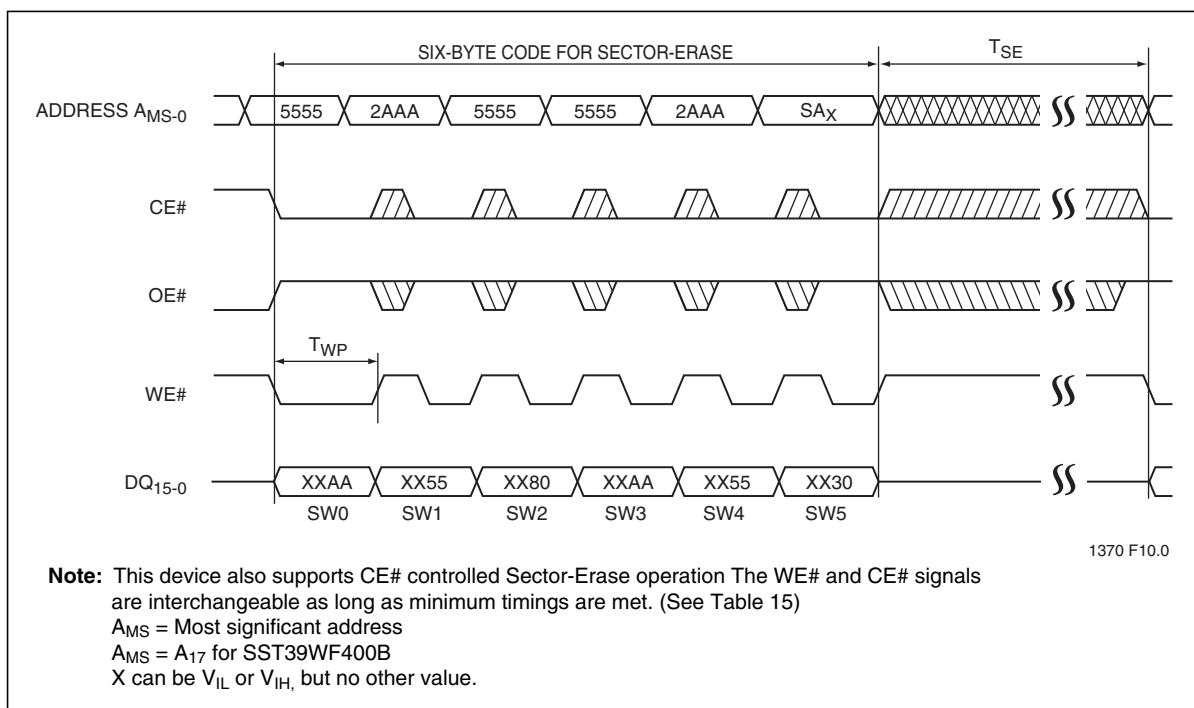 SIX-BYTE CODE FOR SECTOR-ERASE
TSE
ADDRESS AMS-0
5555 2AAA 5555 5555 2AAA SAX
CE#
OE#
TWP
WE#
DQ15-0
XXAA XX55 XX80 XXAA XX55 XX30
SW0 SW1 SW2 SW3 SW4 SW5
1370 F10.0
Note: This device also supports CE# controlled Sector-Erase operation The WE# and CE# signals
are interchangeable as long as minimum timings are met. (See Table 15)
AMS = Most significant address
AMS = A17 for SST39WF400B
X can be VIL or VIH, but no other value.